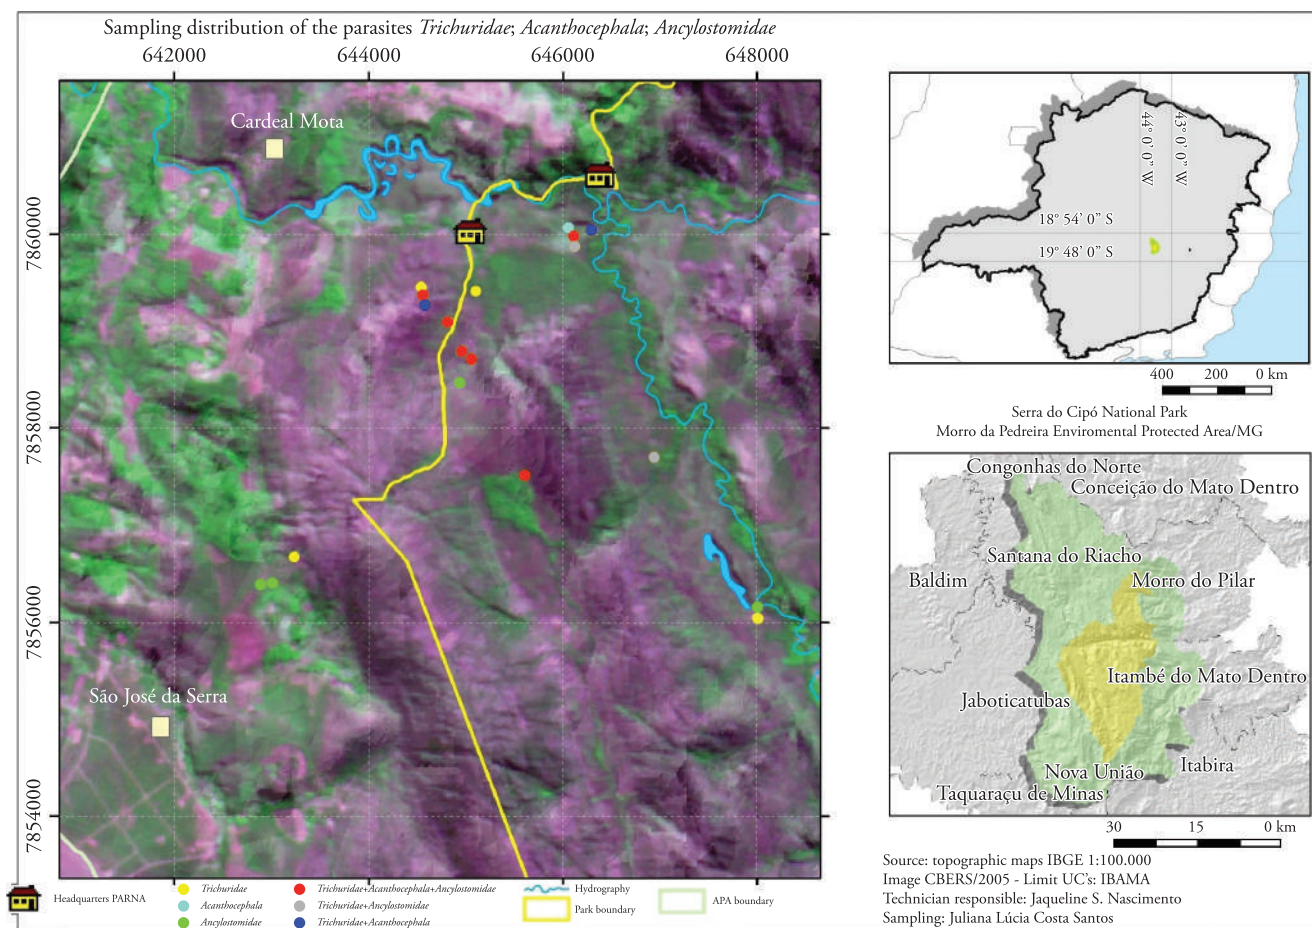 Sampling distribution of the parasites Trichuridae; Acanthocephala; Ancylostomidae
642000 644000 646000 648000
7860000
7858000
7856000
7854000
Cardeal Mota
São José da Serra
Headquarters PARNA
Trichuridae
Acanthocephala
Ancylostomidae
Trichuridae+Acanthocephala+Ancylostomidae
Trichuridae+Ancylostomidae
Trichuridae+Acanthocephala
Hydrography
Park boundary
APA boundary
44° 0' 0" W
43° 0' 0" W
18° 54' 0" S
19° 48' 0" S
400 200 0 km
Serra do Cipó National Park
Morro da Pedreira Enviromental Protected Area/MG
Congonhas do Norte
Conceição do Mato Dentro
Santana do Riacho
Baldim
Morro do Pilar
Itambé do Mato Dentro
Jaboticatubas
Itabira
Nova União
Taquaraçu de Minas
30 15 0 km
Source: topographic maps IBGE 1:100.000
Image CBERS/2005 - Limit UC's: IBAMA
Technician responsible: Jaqueline S. Nascimento
Sampling: Juliana Lúcia Costa Santos